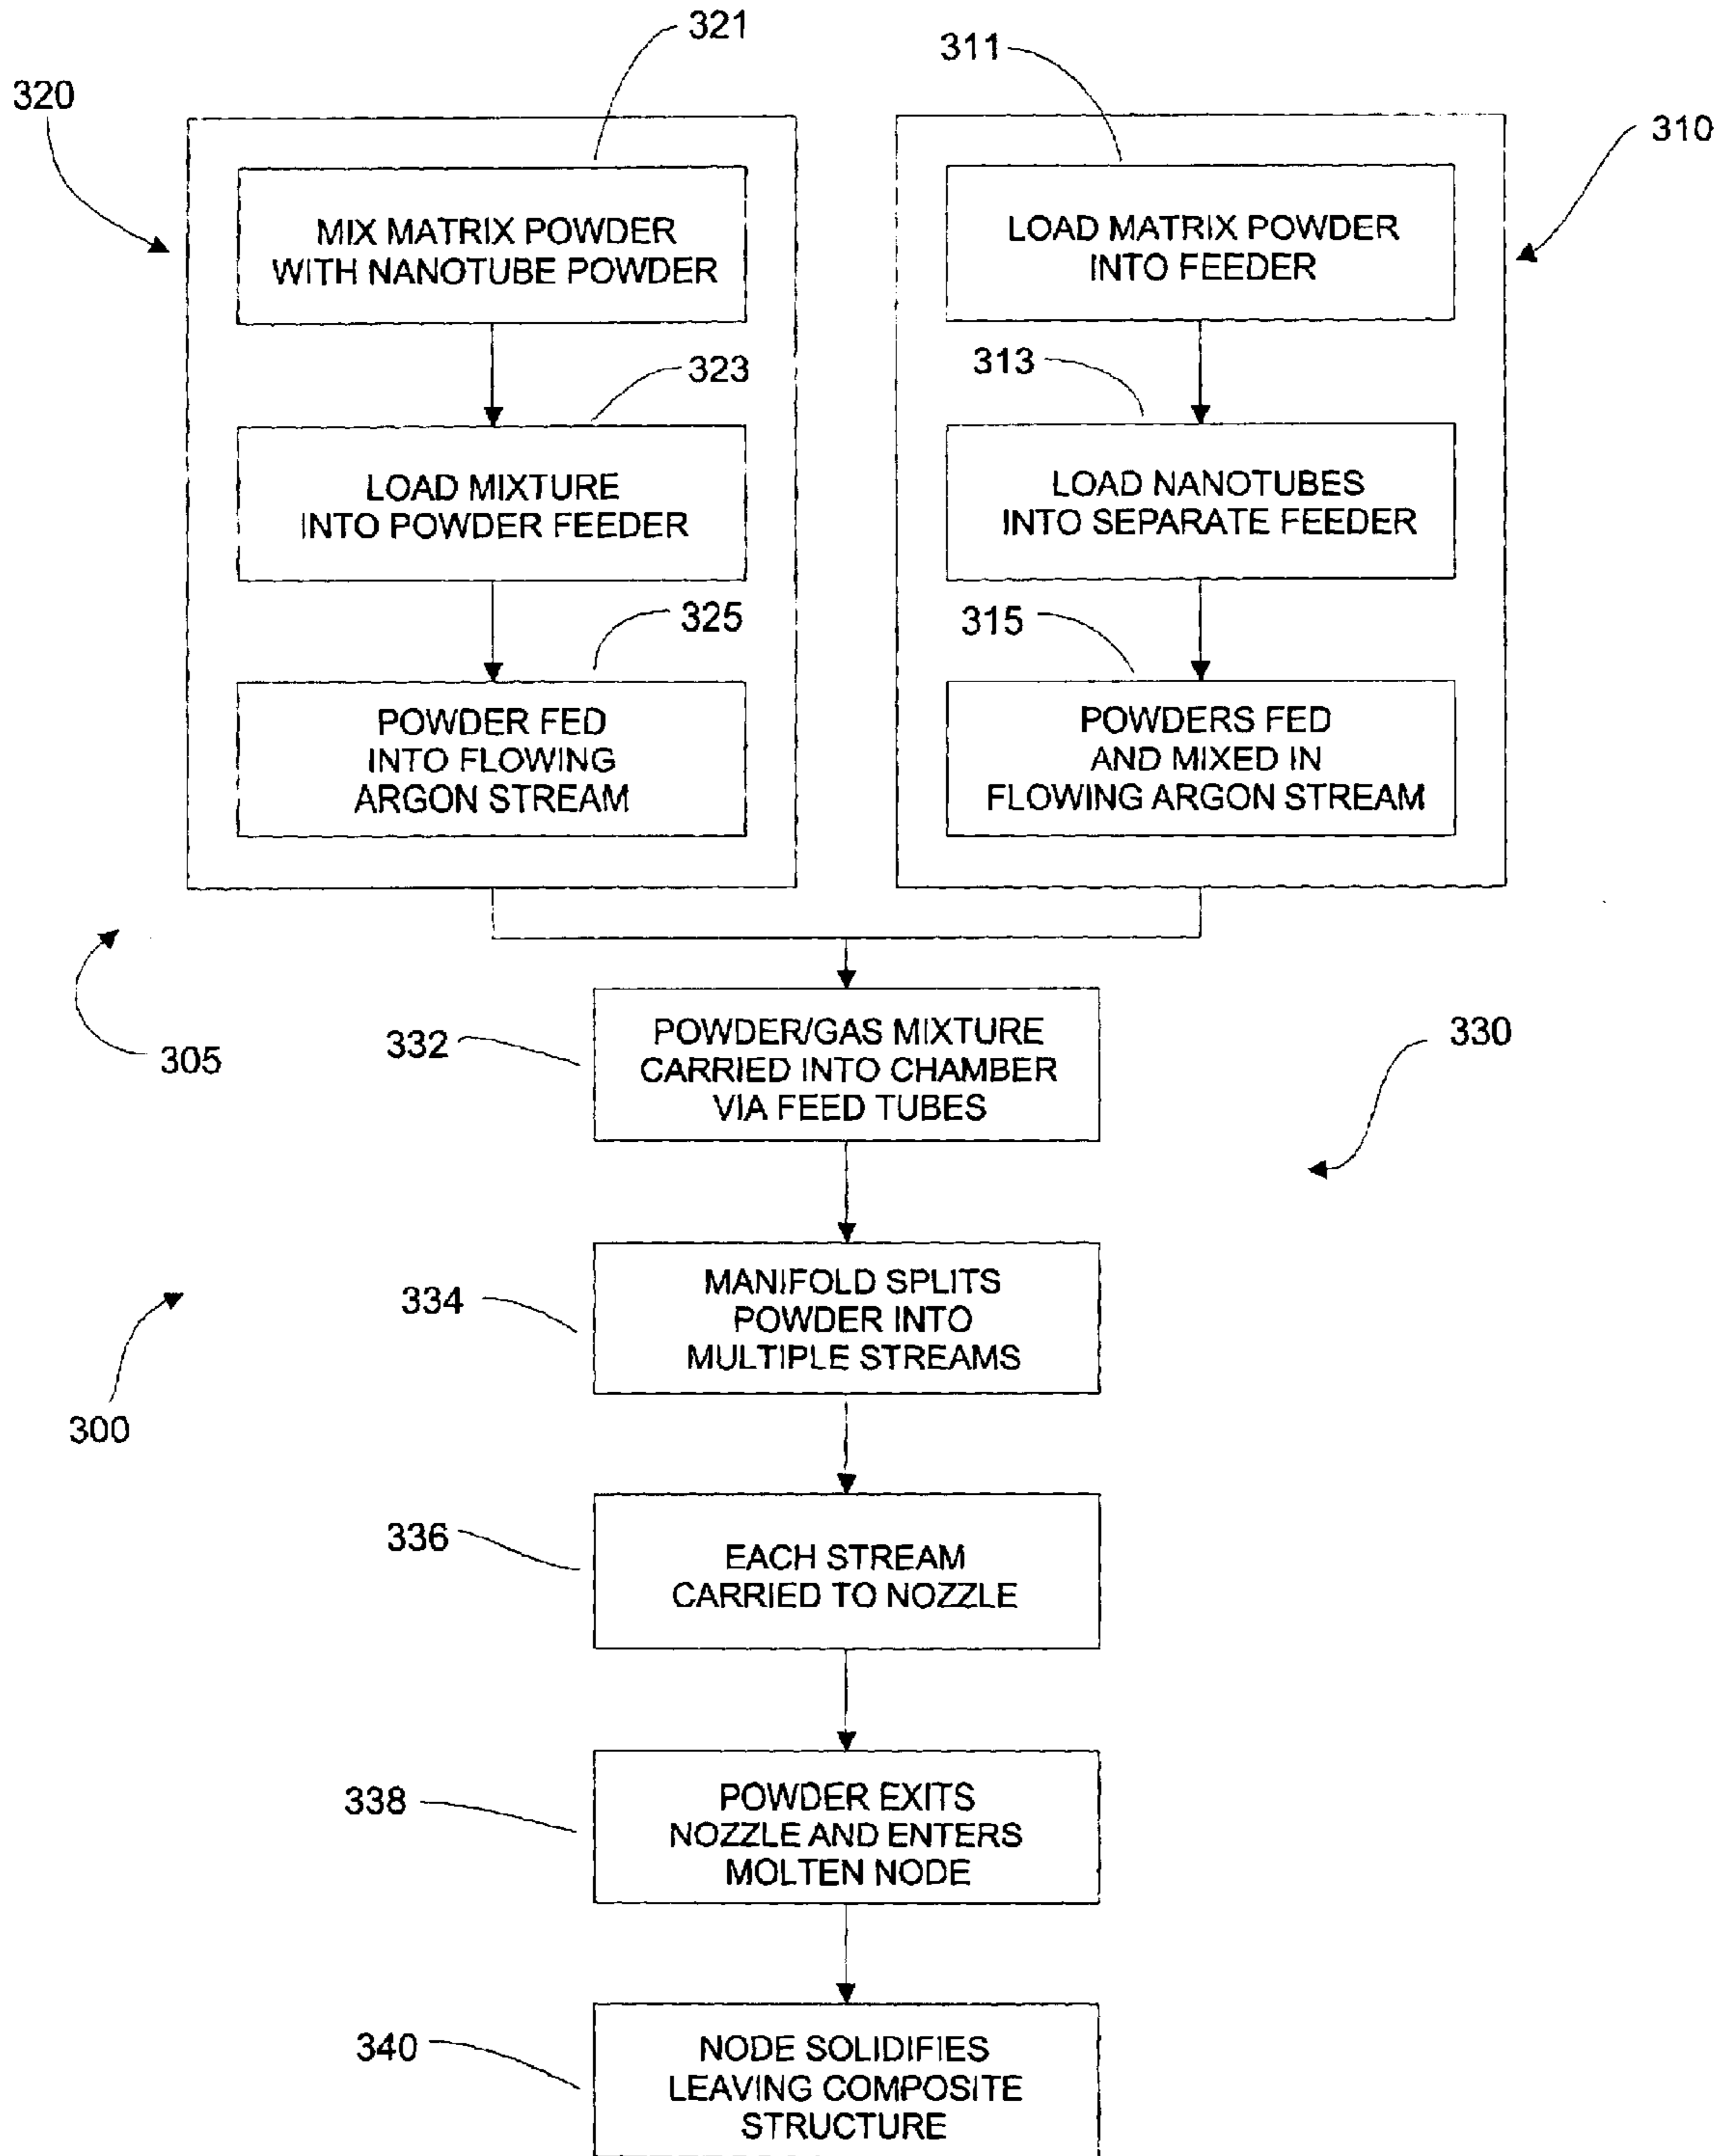 321
311
320
310
MIX MATRIX POWDER
WITH NANOTUBE POWDER
LOAD MATRIX POWDER
INTO FEEDER
323
313
LOAD MIXTURE
INTO POWDER FEEDER
LOAD NANOTUBES
INTO SEPARATE FEEDER
325
315
POWDER FED
INTO FLOWING
ARGON STREAM
POWDERS FED
AND MIXED IN
FLOWING ARGON STREAM
305
332
POWDER/GAS MIXTURE
CARRIED INTO CHAMBER
VIA FEED TUBES
330
334
MANIFOLD SPLITS
POWDER INTO
MULTIPLE STREAMS
300
336
EACH STREAM
CARRIED TO NOZZLE
338
POWDER EXITS
NOZZLE AND ENTERS
MOLTEN NODE
340
NODE SOLIDIFIES
LEAVING COMPOSITE
STRUCTURE